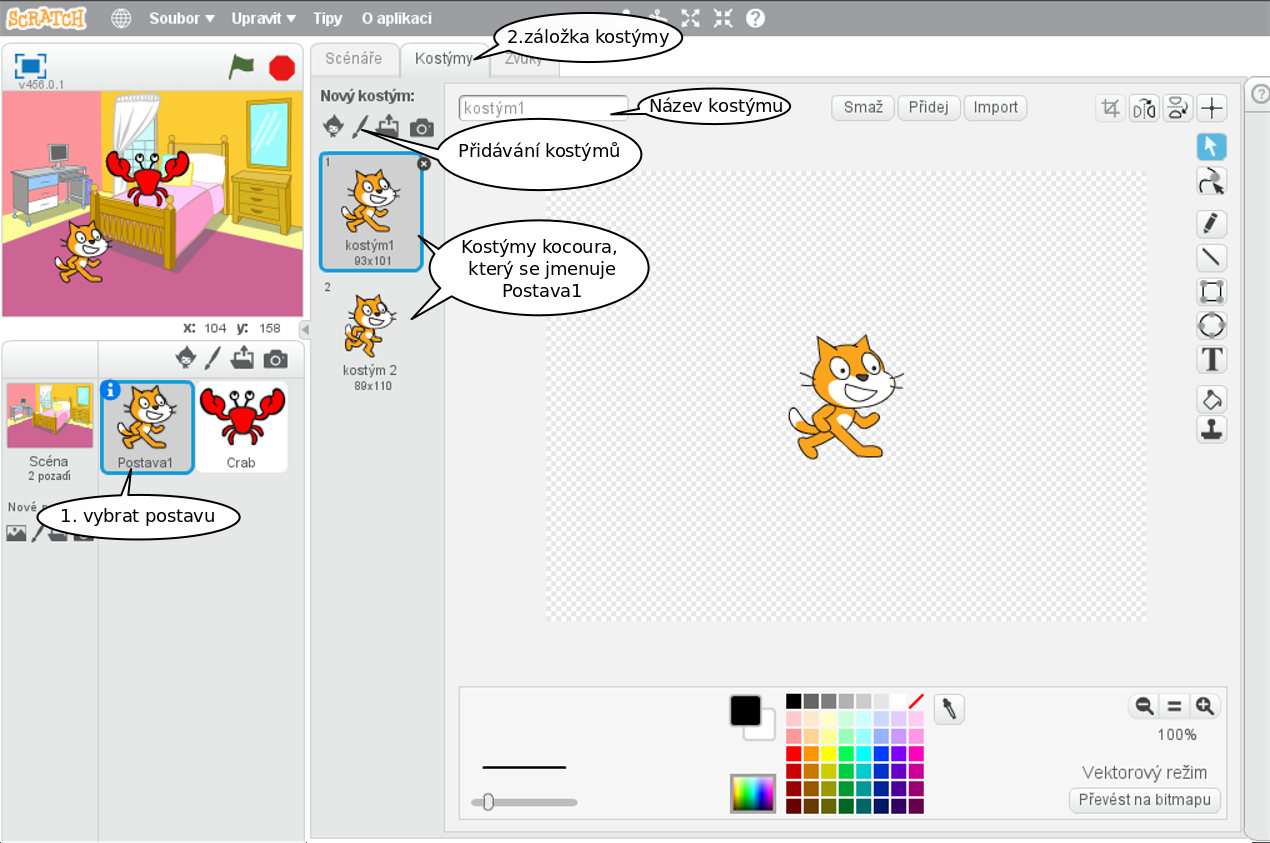 SCRATCH
Soubor
Upravit
Tipy
O aplikaci
v456.0.1
Scénáře
Kostýmy
Zvuky
2.záložka kostýmy
Nový kostým:
kostým1
Název kostýmu
Smaž
Přidej
Import
Přidávání kostýmů
1
kostým1
93x101
Kostýmy kocoura,
který se jmenuje
Postava1
2
kostým 2
89x110
x: 104 y: 158
Scéna
2 pozadí
Postava1
Crab
Nové
1. vybrat postavu
T
100%
Vektorový režim
Převést na bitmapu